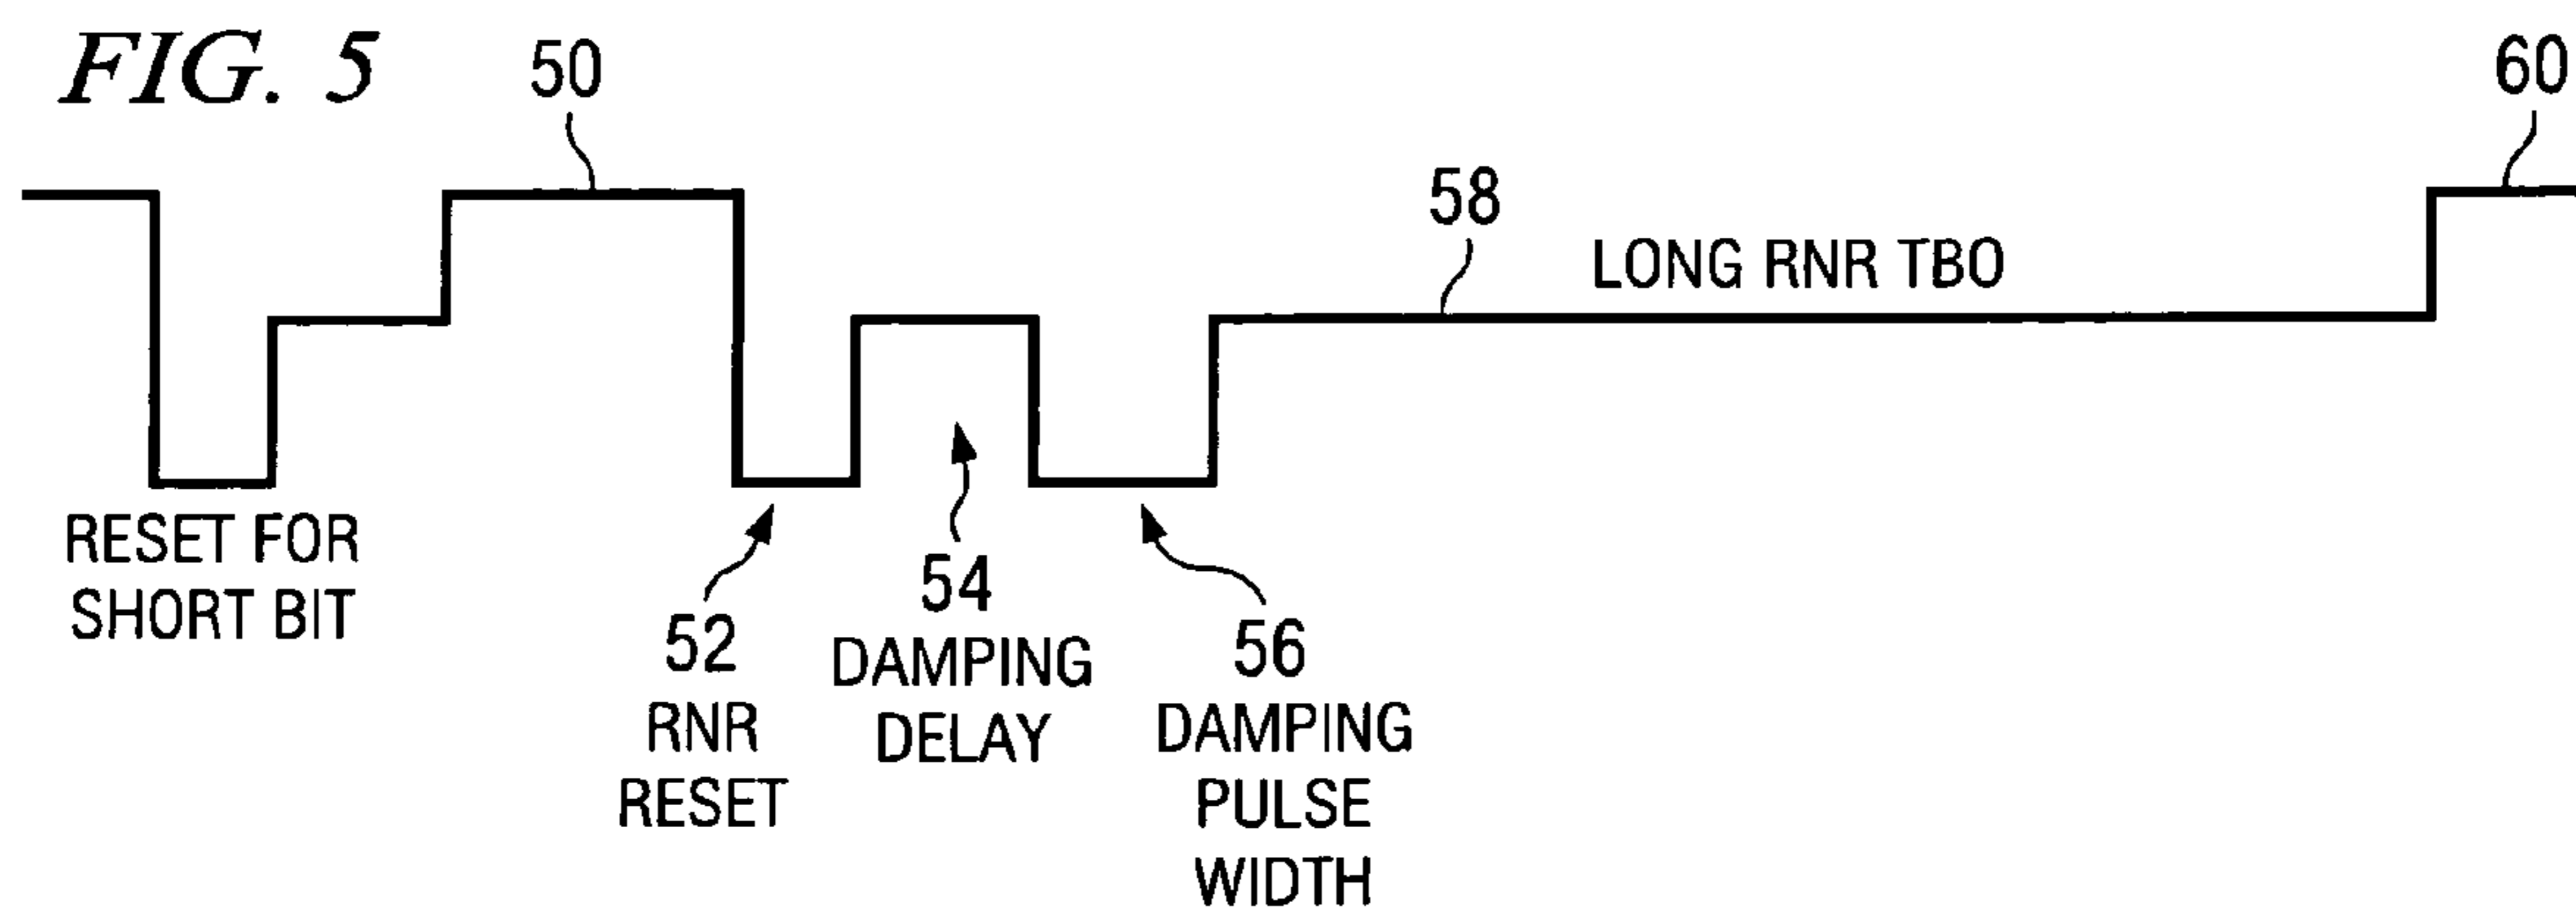 FIG. 5
50
60
58
LONG RNR TBO
RESET FOR
SHORT BIT
52
RNR
RESET
54
DAMPING
DELAY
56
DAMPING
PULSE
WIDTH